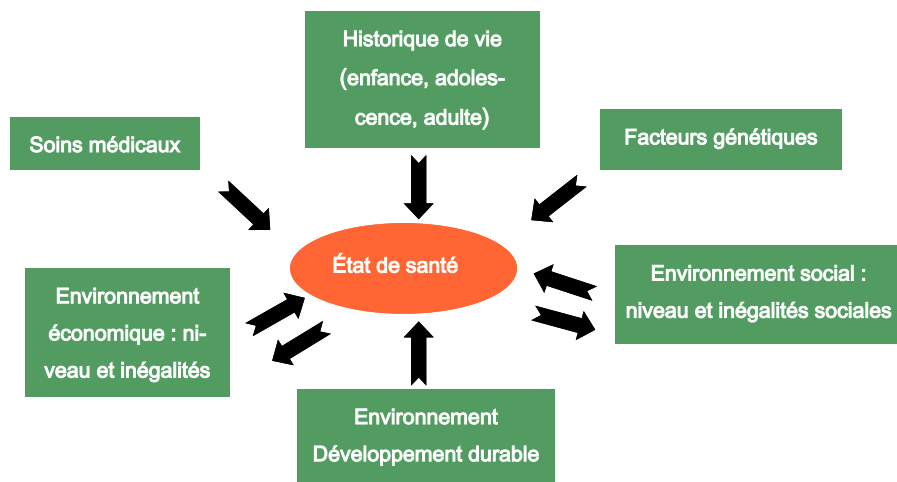 Historique de vie
(enfance, adoles-
cence, adulte)
Soins médicaux
Facteurs génétiques
État de santé
Environnement
économique : ni-
veau et inégalités
Environnement social :
niveau et inégalités sociales
Environnement
Développement durable